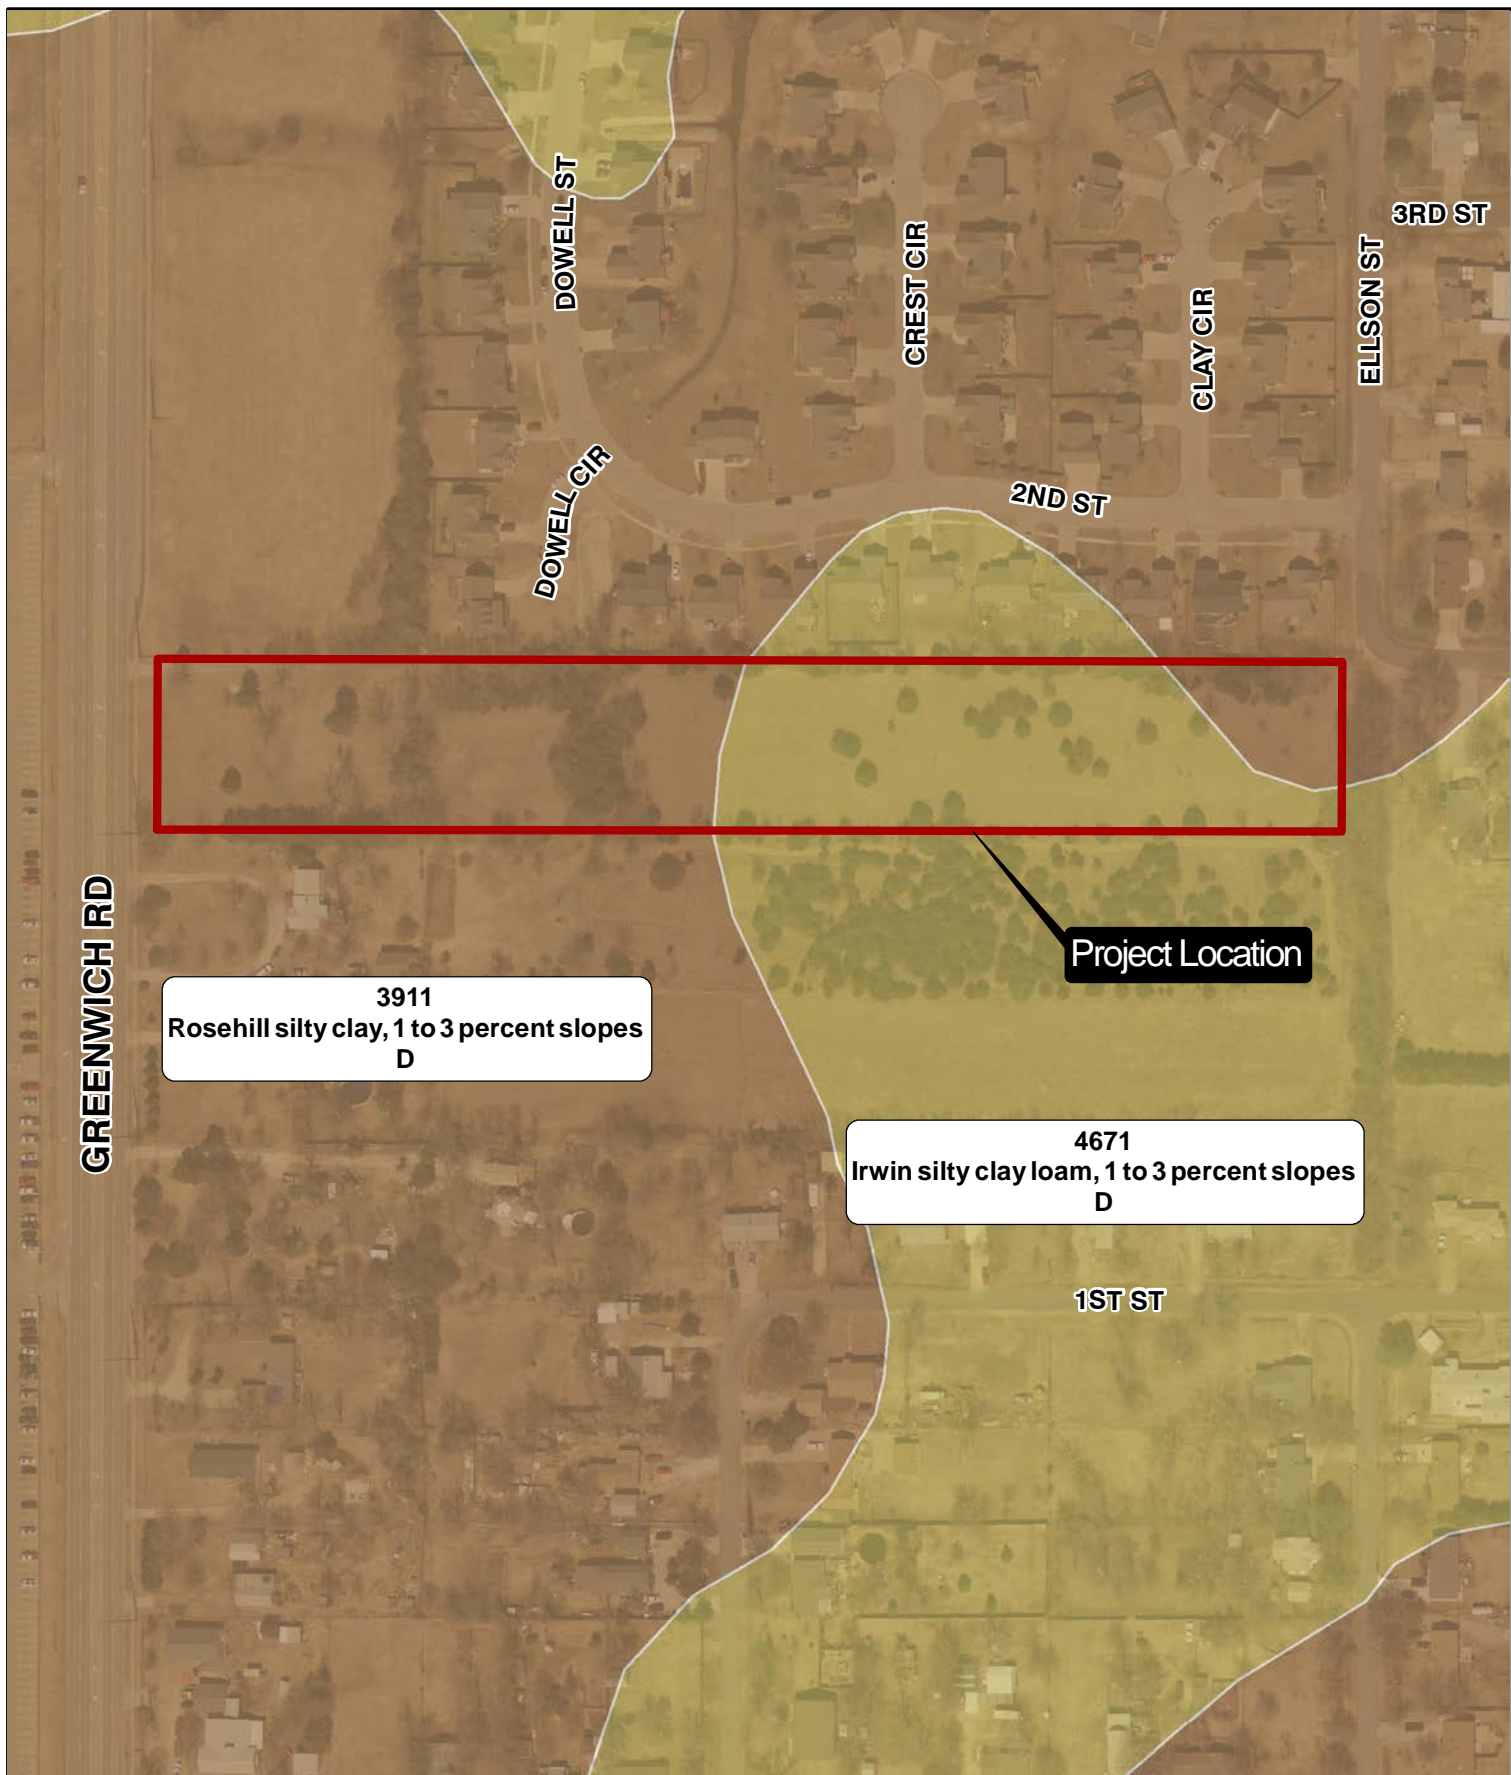 DOWELL ST
3RD ST
CREST CIR
ELLSON ST
CLAY CIR
DOWELL CIR
2ND ST
GREENWICH RD
Project Location
3911
Rosehill silty clay, 1 to 3 percent slopes
D
4671
Irwin silty clay loam, 1 to 3 percent slopes
D
1ST ST